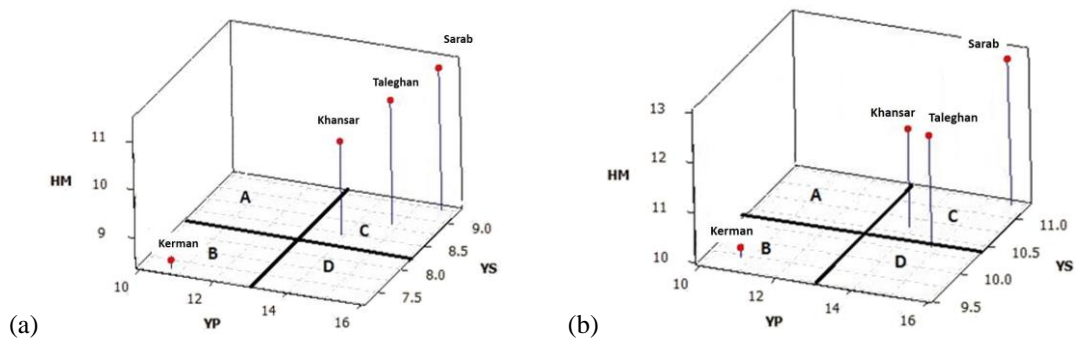 Sarab
Taleghan
Khansar
11
HM
10
9
A
C
9.0
8.5
Kerman
B
D
8.0
YS
7.5
10
12
14
16
YP
(a)
Sarab
13
Khansar
Taleghan
12
HM
11
10
A
C
11.0
10.5
Kerman
B
D
10.0
YS
9.5
10
12
14
16
YP
(b)